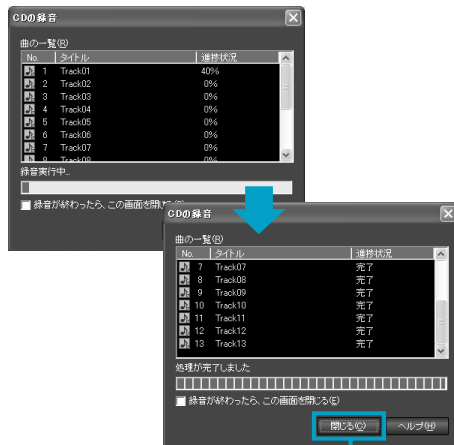 CDの録音
曲の一覧(R)
No. タイトル 進捗状況
1 Track01 40%
2 Track02 0%
3 Track03 0%
4 Track04 0%
5 Track05 0%
6 Track06 0%
7 Track07 0%
8 Track08 0%
録音実行中...
録音が終わったら、この画面を閉じ
CDの録音
曲の一覧(R)
No. タイトル 進捗状況
7 Track07 完了
8 Track08 完了
9 Track09 完了
10 Track10 完了
11 Track11 完了
12 Track12 完了
13 Track13 完了
処理が完了しました
録音が終わったら、この画面を閉じる(E)
閉じる(C) ヘルプ(H)